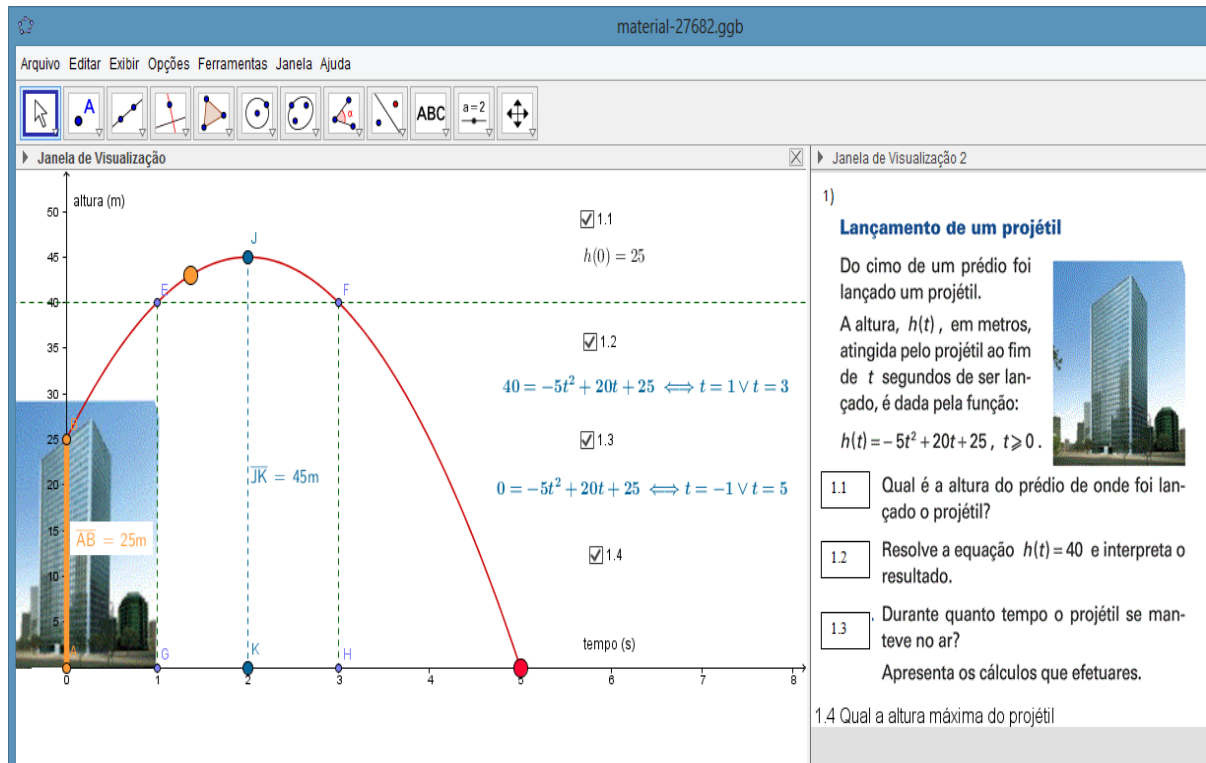 material-27682.ggb
Arquivo Editar Exibir Opções Ferramentas Janela Ajuda
A
α
ABC
a = 2
Janela de Visualização
altura (m)
50
45
40
35
30
25
20
15
10
5
0
1
2
3
4
5
6
7
8
J
E
F
B
A
G
K
H
AB = 25m
JK = 45m
tempo (s)
1.1
h(0) = 25
1.2
40 = −5t² + 20t + 25 ⟺ t = 1 ∨ t = 3
1.3
0 = −5t² + 20t + 25 ⟺ t = −1 ∨ t = 5
1.4
Janela de Visualização 2
1)
Lançamento de um projétil
Do cimo de um prédio foi
lançado um projétil.
A altura, h(t) , em metros,
atingida pelo projétil ao fim
de t segundos de ser lan-
çado, é dada pela função:
h(t) = − 5t² + 20t + 25 , t ⩾ 0 .
1.1 Qual é a altura do prédio de onde foi lan-
çado o projétil?
1.2 Resolve a equação h(t) = 40 e interpreta o
resultado.
1.3 . Durante quanto tempo o projétil se man-
teve no ar?
Apresenta os cálculos que efetuares.
1.4 Qual a altura máxima do projétil